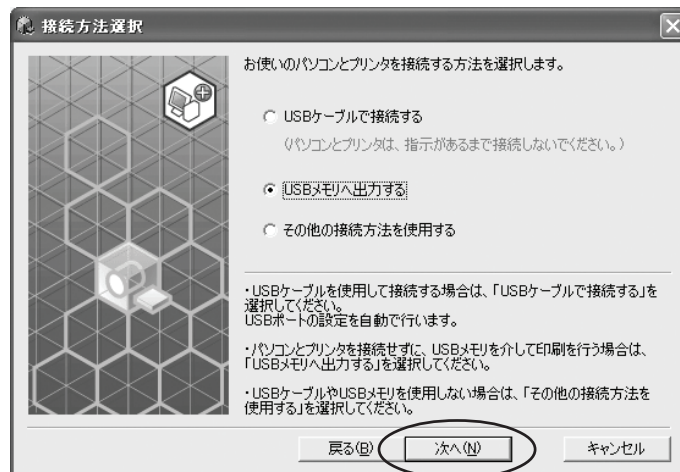 接続方法選択
お使いのパソコンとプリンタを接続する方法を選択します。
USBケーブルで接続する
(パソコンとプリンタは、指示があるまで接続しないでください。)
USBメモリへ出力する
その他の接続方法を使用する
・USBケーブルを使用して接続する場合は、「USBケーブルで接続する」を
選択してください。
USBポートの設定を自動で行います。
・パソコンとプリンタを接続せずに、USBメモリを介して印刷を行う場合は、
「USBメモリへ出力する」を選択してください。
・USBケーブルやUSBメモリを使用しない場合は、「その他の接続方法を
使用する」を選択してください。
戻る(B) 次へ(N) キャンセル